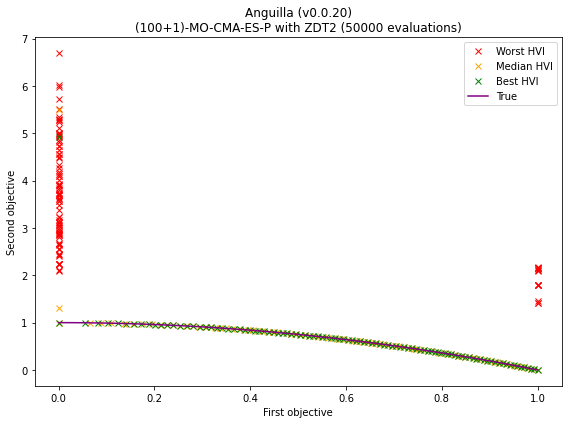 Anguilla (v0.0.20)
(100+1)-MO-CMA-ES-P with ZDT2 (50000 evaluations)
Worst HVI
Median HVI
Best HVI
True
Second objective
7
6
5
4
3
2
1
0
0.0 0.2 0.4 0.6 0.8 1.0
First objective